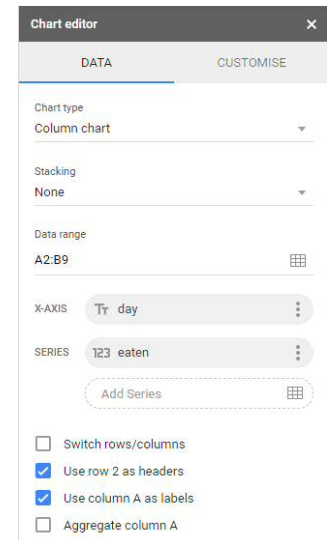 Chart editor
DATA CUSTOMISE
Chart type
Column chart
Stacking
None
Data range
A2:B9
X-AXIS Tт day
SERIES 123 eaten
Add Series
Switch rows/columns
Use row 2 as headers
Use column A as labels
Aggregate column A